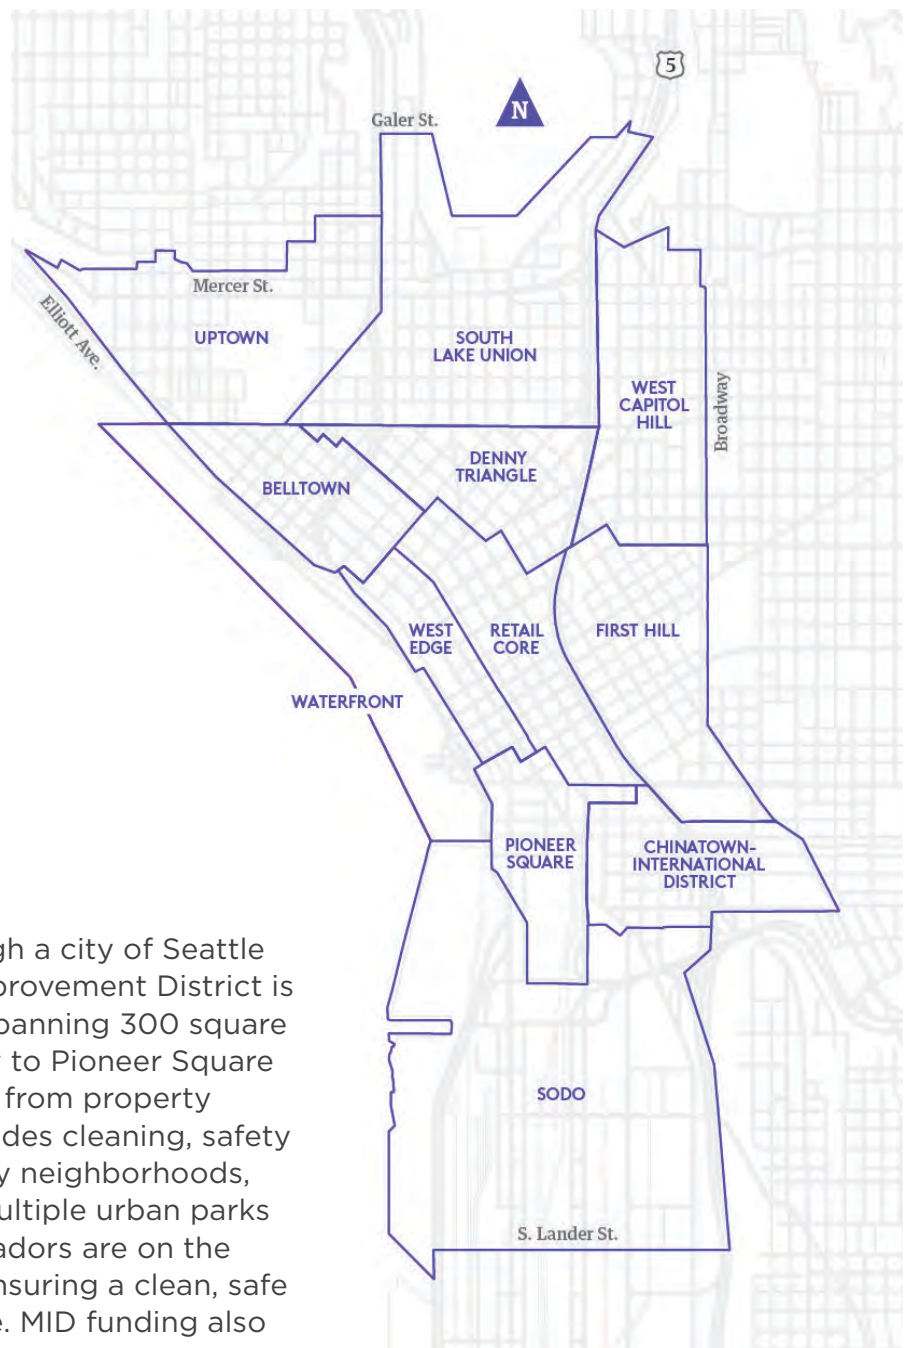 5
N
Galer St.
Mercer St.
Elliott Ave.
UPTOWN
SOUTH
LAKE UNION
WEST
CAPITOL
HILL
Broadway
DENNY
TRIANGLE
BELLTOWN
WEST
EDGE
RETAIL
CORE
FIRST HILL
WATERFRONT
PIONEER
SQUARE
CHINATOWN-
INTERNATIONAL
DISTRICT
SODO
S. Lander St.
gh a city of Seattle
provement District is
panning 300 square
to Pioneer Square
from property
des cleaning, safety
y neighborhoods,
ultiple urban parks
adors are on the
nsuring a clean, safe
e. MID funding also